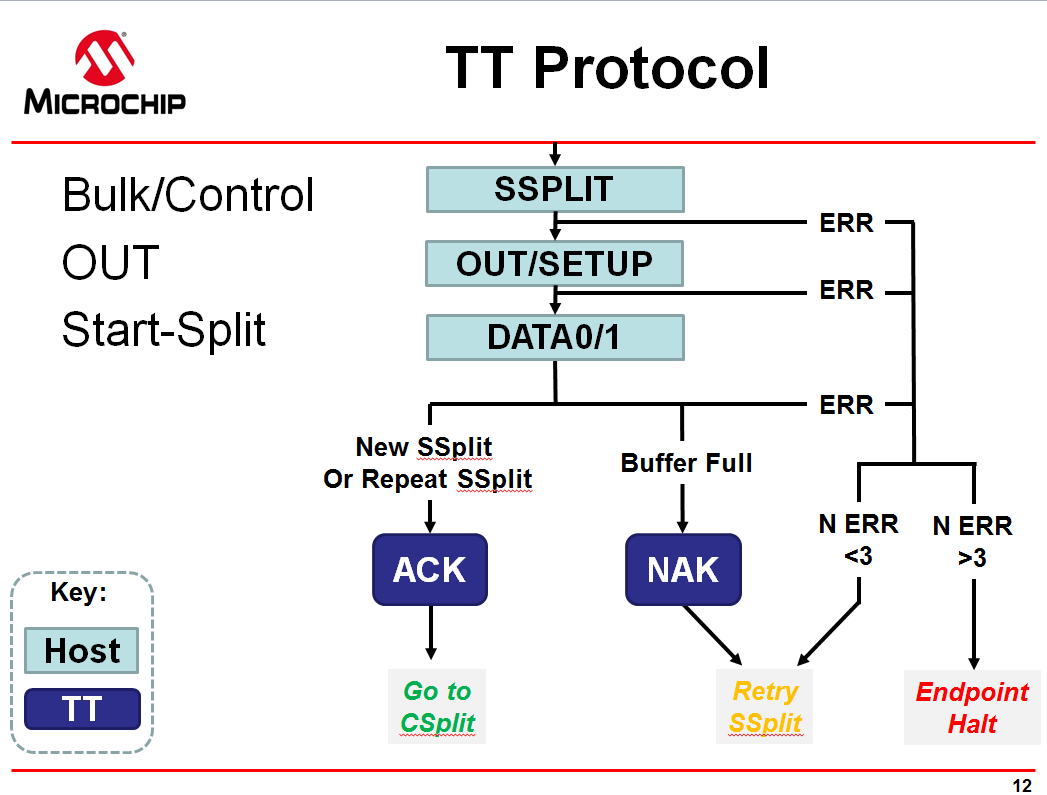 MICROCHIP
TT Protocol
Bulk/Control
OUT
Start-Split
SSPLIT
ERR
OUT/SETUP
ERR
DATA0/1
ERR
New SSplit
Or Repeat SSplit
Buffer Full
N ERR
<3
N ERR
>3
ACK
NAK
Key:
Host
TT
Go to
CSplit
Retry
SSplit
Endpoint
Halt
12